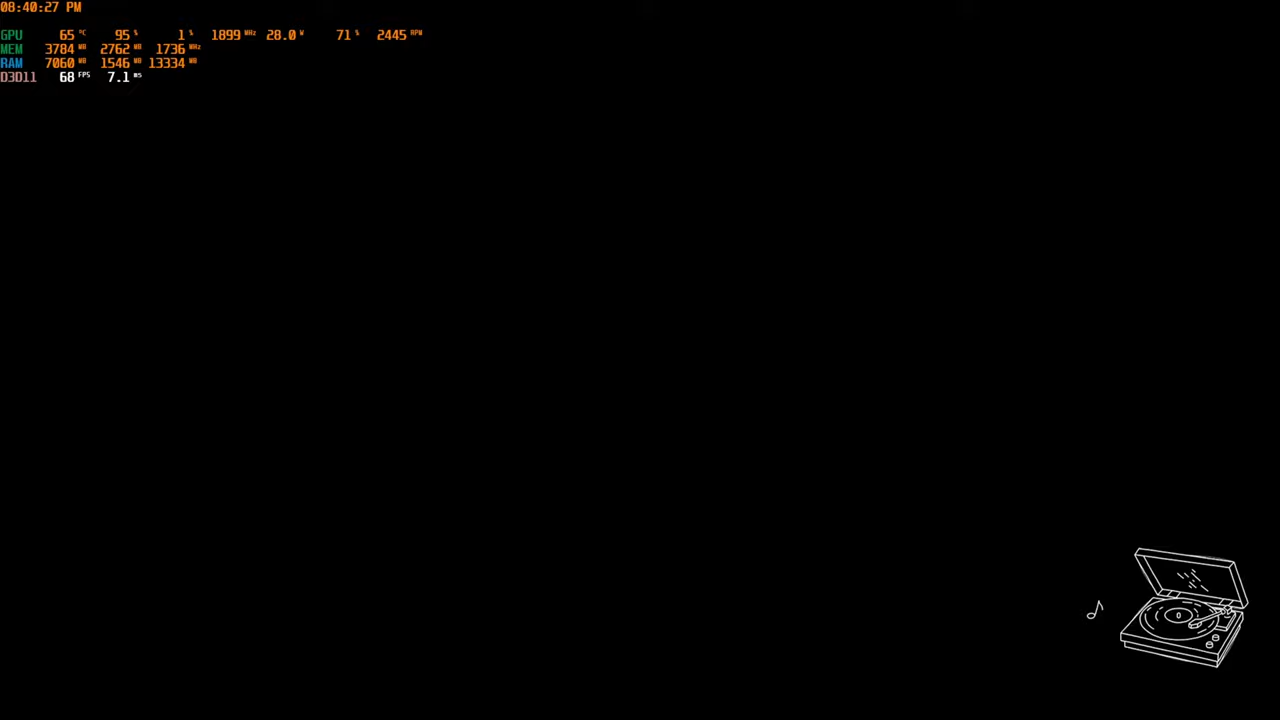 08:40:27 PM
GPU 65 °C 95 % 1 % 1899 MHz 28.0 W 71 % 2445 RPM
MEM 3784 MB 2762 MB 1736 MHz
RAM 7060 MB 1546 MB 13334 MB
D3D11 68 FPS 7.1 ms